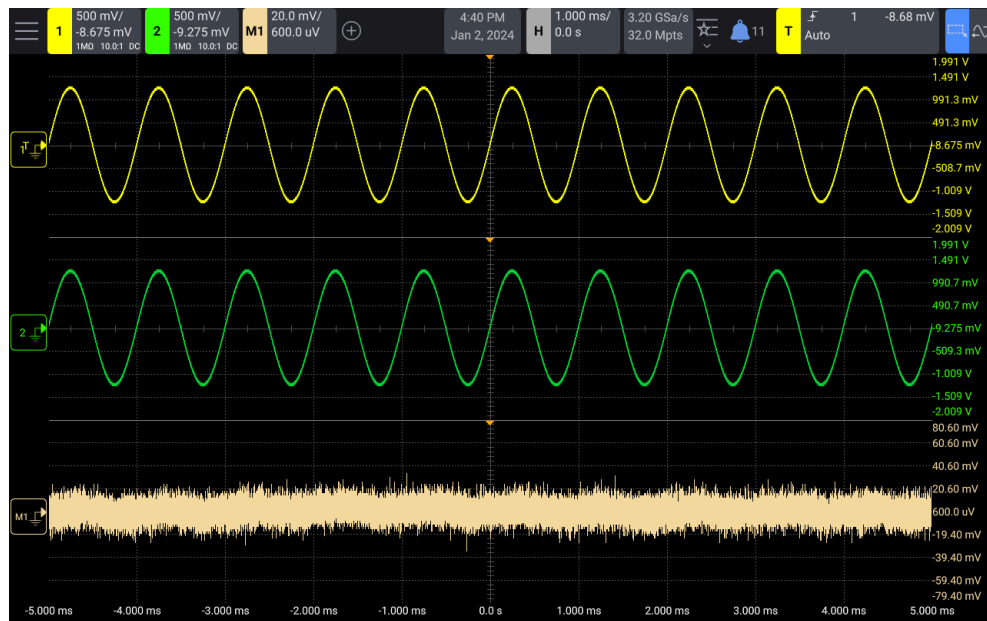 1 500 mV/ -8.675 mV 1MΩ 10.0:1 DC
2 500 mV/ -9.275 mV 1MΩ 10.0:1 DC
M1 20.0 mV/ 600.0 uV
4:40 PM
Jan 2, 2024
H 1.000 ms/ 0.0 s
3.20 GSa/s
32.0 Mpts
11
T 1 -8.68 mV
Auto
1.991 V
1.491 V
991.3 mV
491.3 mV
-8.675 mV
-508.7 mV
-1.009 V
-1.509 V
-2.009 V
1T
1.991 V
1.491 V
990.7 mV
490.7 mV
-9.275 mV
-509.3 mV
-1.009 V
-1.509 V
-2.009 V
2
80.60 mV
60.60 mV
40.60 mV
20.60 mV
600.0 uV
-19.40 mV
-39.40 mV
-59.40 mV
-79.40 mV
M1
-5.000 ms -4.000 ms -3.000 ms -2.000 ms -1.000 ms 0.0 s 1.000 ms 2.000 ms 3.000 ms 4.000 ms 5.000 ms